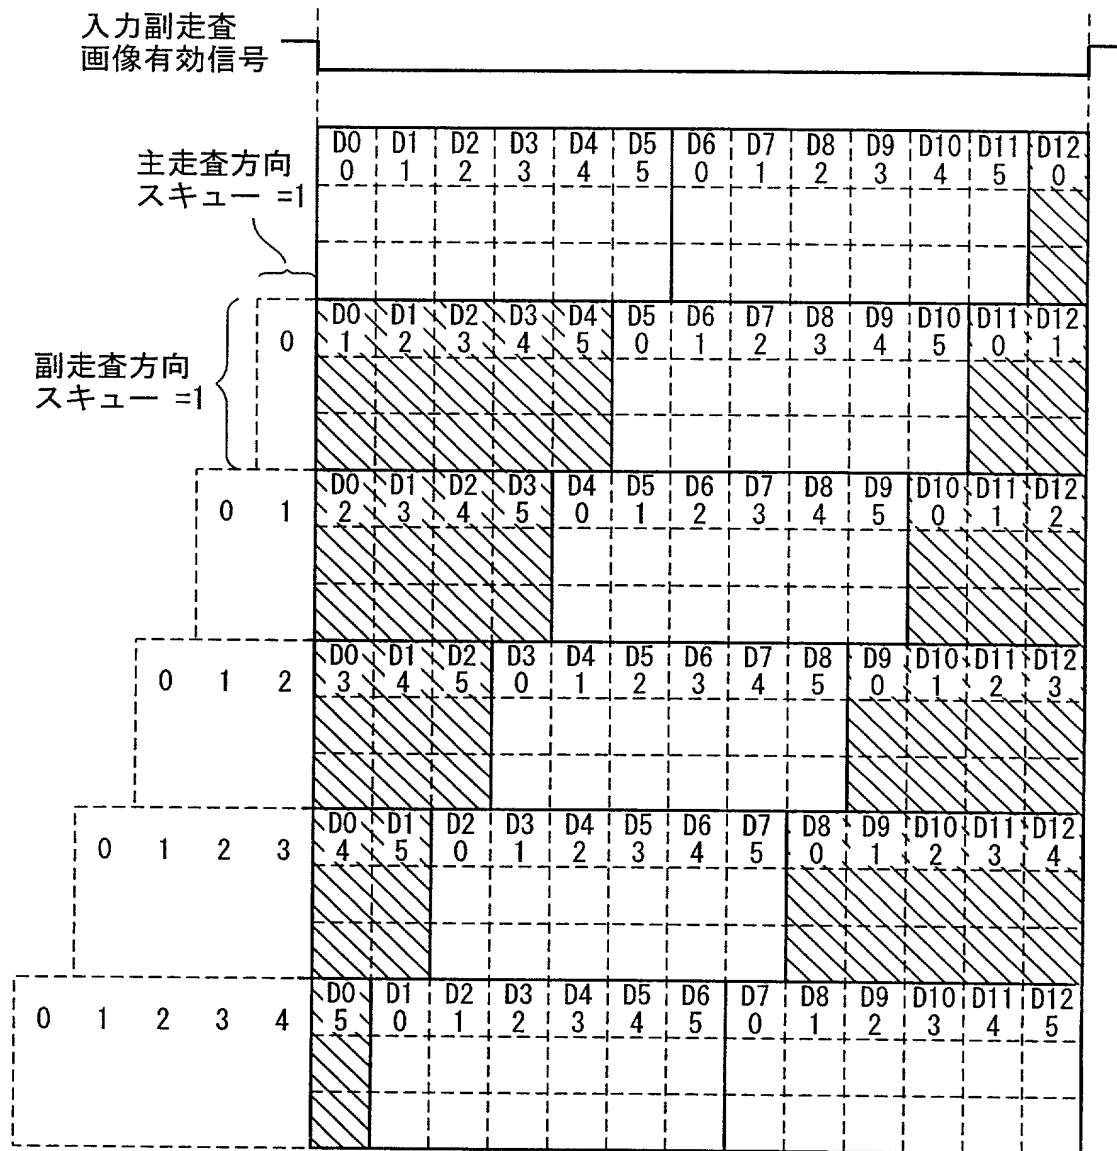 入力副走査
画像有効信号
主走査方向
スキュー =1
D0 D1 D2 D3 D4 D5 D6 D7 D8 D9 D10 D11 D12
0 1 2 3 4 5 0 1 2 3 4 5 0
副走査方向
スキュー =1
D0 D1 D2 D3 D4 D5 D6 D7 D8 D9 D10 D11 D12
0 1 2 3 4 5 0 1 2 3 4 5 0 1
D0 D1 D2 D3 D4 D5 D6 D7 D8 D9 D10 D11 D12
0 1 2 3 4 5 0 1 2 3 4 5 0 1 2
D0 D1 D2 D3 D4 D5 D6 D7 D8 D9 D10 D11 D12
0 1 2 3 4 5 0 1 2 3 4 5 0 1 2 3
D0 D1 D2 D3 D4 D5 D6 D7 D8 D9 D10 D11 D12
0 1 2 3 4 5 0 1 2 3 4 5 0 1 2 3 4
D0 D1 D2 D3 D4 D5 D6 D7 D8 D9 D10 D11 D12
0 1 2 3 4 5 0 1 2 3 4 5 0 1 2 3 4 5